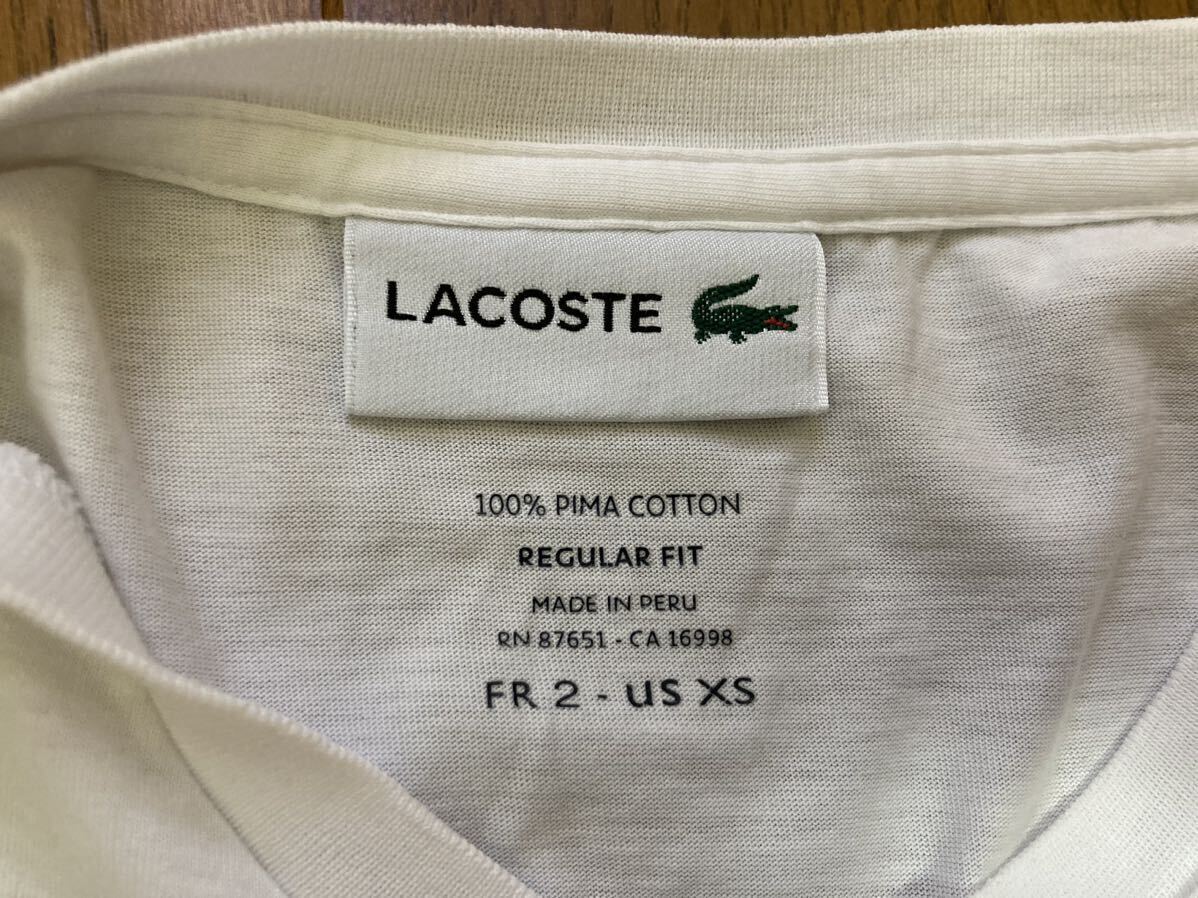 LACOSTE
100% PIMA COTTON
REGULAR FIT
MADE IN PERU
RN 87651 - CA 16998
FR 2 - US XS